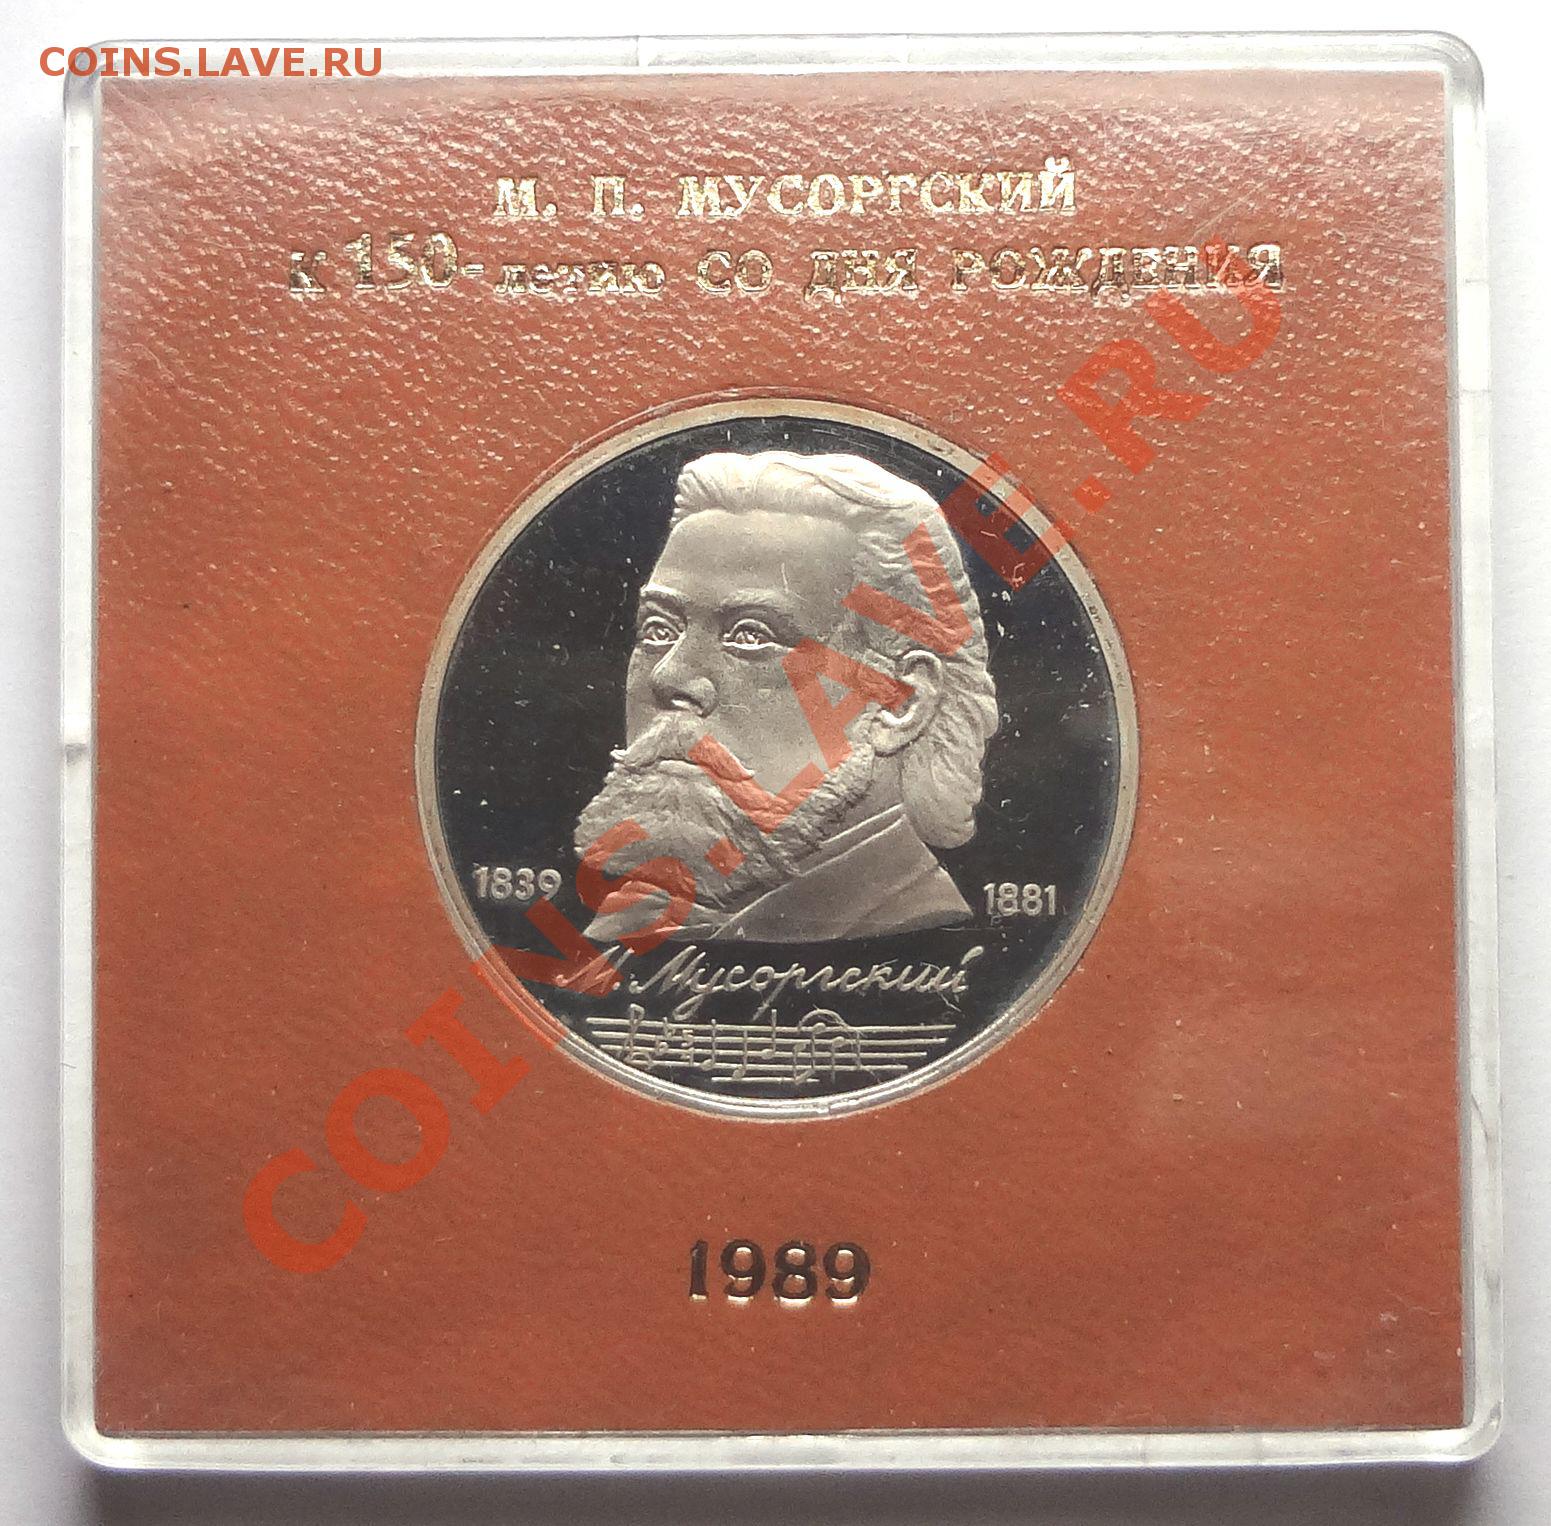 COINS.LAVE.RU
М. П. МУСОРГСКИЙ
К 150-летию СО ДНЯ РОЖДЕНИЯ
COINS.LAVE.RU
1839
1881
М. Мусоргский
1989